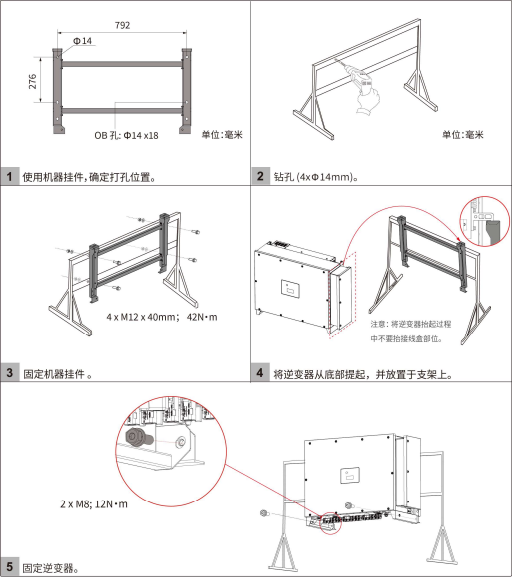 792
Φ14
276
OB 孔: Φ14 x18
单位:毫米
1 使用机器挂件,确定打孔位置。
单位:毫米
2 钻孔 (4xΦ14mm)。
4 x M12 x 40mm; 42N·m
3 固定机器挂件 。
注意: 将逆变器抬起过程
中不要抬接线盒部位。
4 将逆变器从底部提起，并放置于支架上。
2 x M8; 12N·m
5 固定逆变器。